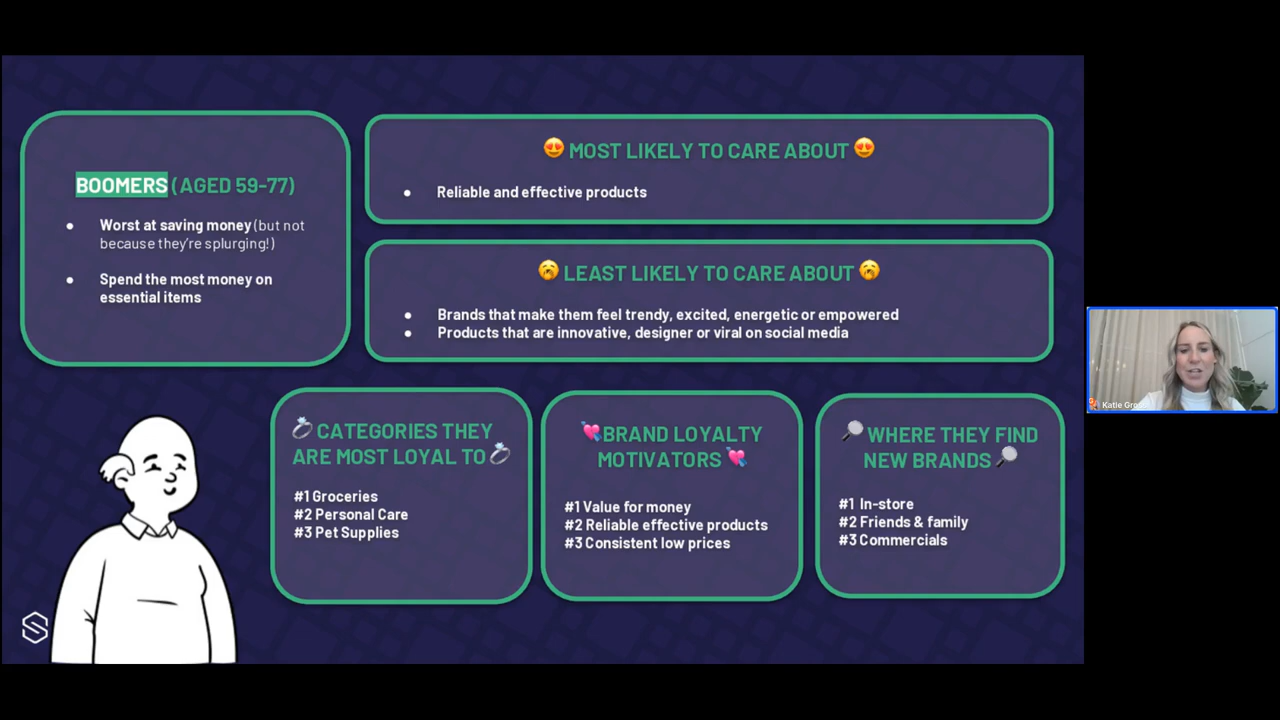 BOOMERS (AGED 59-77)
● Worst at saving money (but not
because they're splurging!)
● Spend the most money on
essential items
😍 MOST LIKELY TO CARE ABOUT 😍
● Reliable and effective products
🥱 LEAST LIKELY TO CARE ABOUT 🥱
● Brands that make them feel trendy, excited, energetic or empowered
● Products that are innovative, designer or viral on social media
💍 CATEGORIES THEY
ARE MOST LOYAL TO 💍
#1 Groceries
#2 Personal Care
#3 Pet Supplies
💘BRAND LOYALTY
MOTIVATORS 💘
#1 Value for money
#2 Reliable effective products
#3 Consistent low prices
🔎 WHERE THEY FIND
NEW BRANDS 🔎
#1 In-store
#2 Friends & family
#3 Commercials
Katie